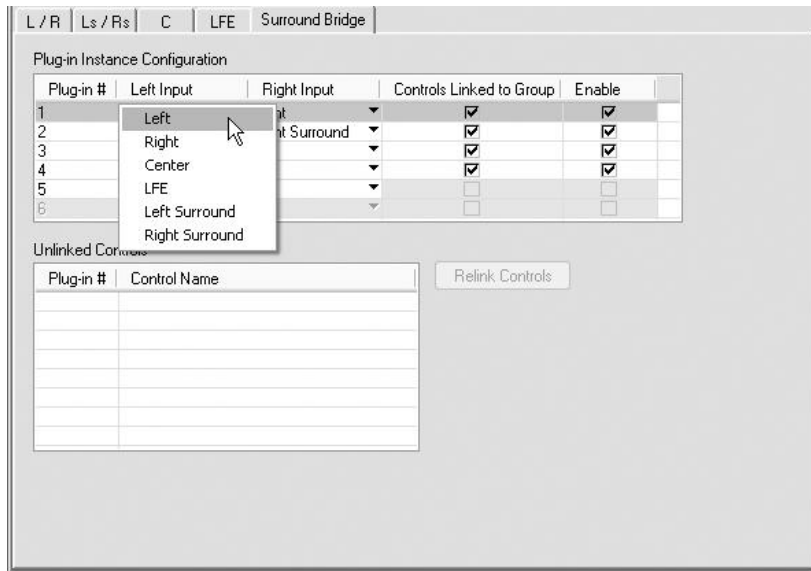 L / R Ls / Rs C LFE Surround Bridge
Plug-in Instance Configuration
Plug-in # Left Input Right Input Controls Linked to Group Enable
1
Left
2 Surround
Right
3
Center
4
LFE
5
Left Surround
6
Right Surround
Unlinked
Plug-in # Control Name Relink Controls